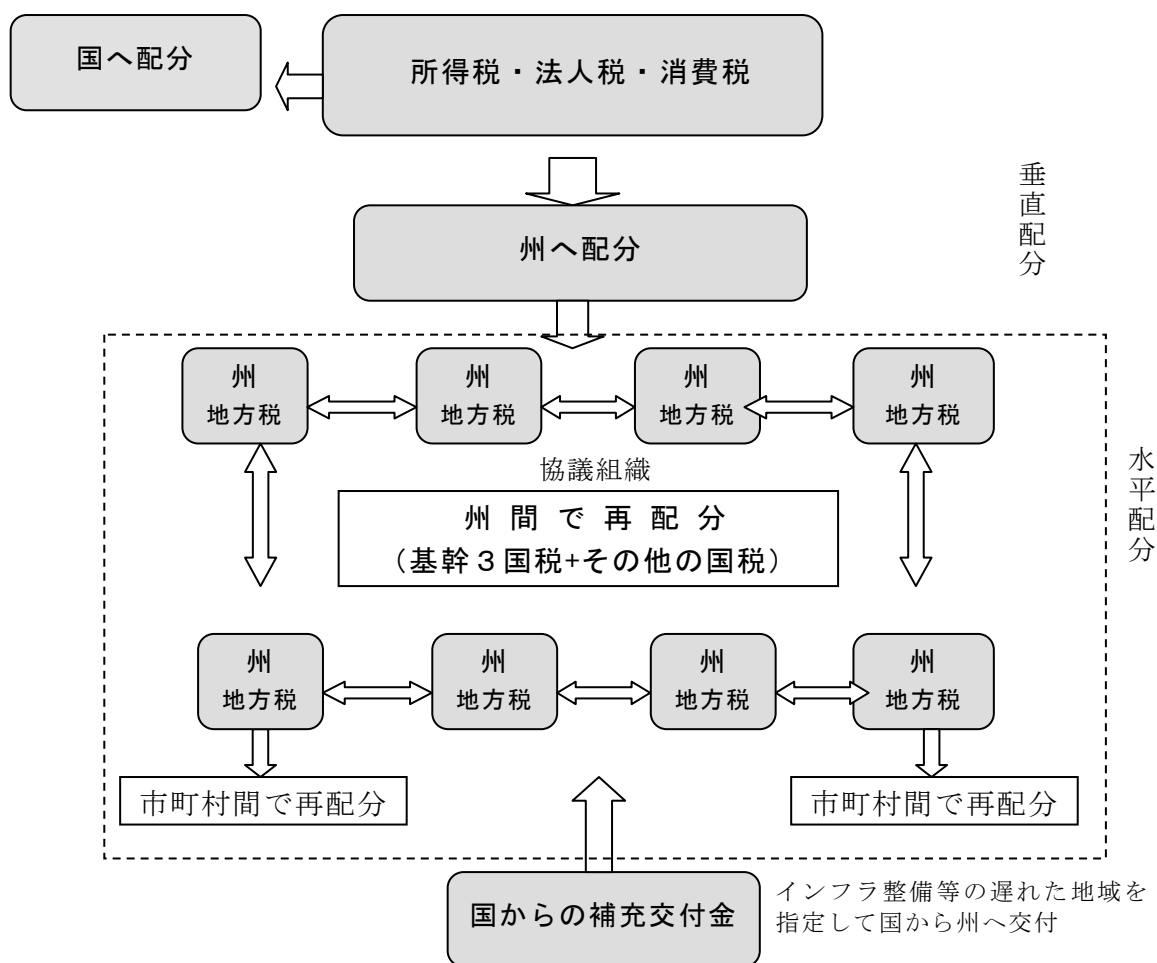 国へ配分
所得税・法人税・消費税
垂直配分
州へ配分
州
地方税
州
地方税
州
地方税
州
地方税
水平配分
協議組織
州間で再配分
(基幹３国税+その他の国税)
州
地方税
州
地方税
州
地方税
州
地方税
市町村間で再配分
市町村間で再配分
国からの補充交付金
インフラ整備等の遅れた地域を
指定して国から州へ交付